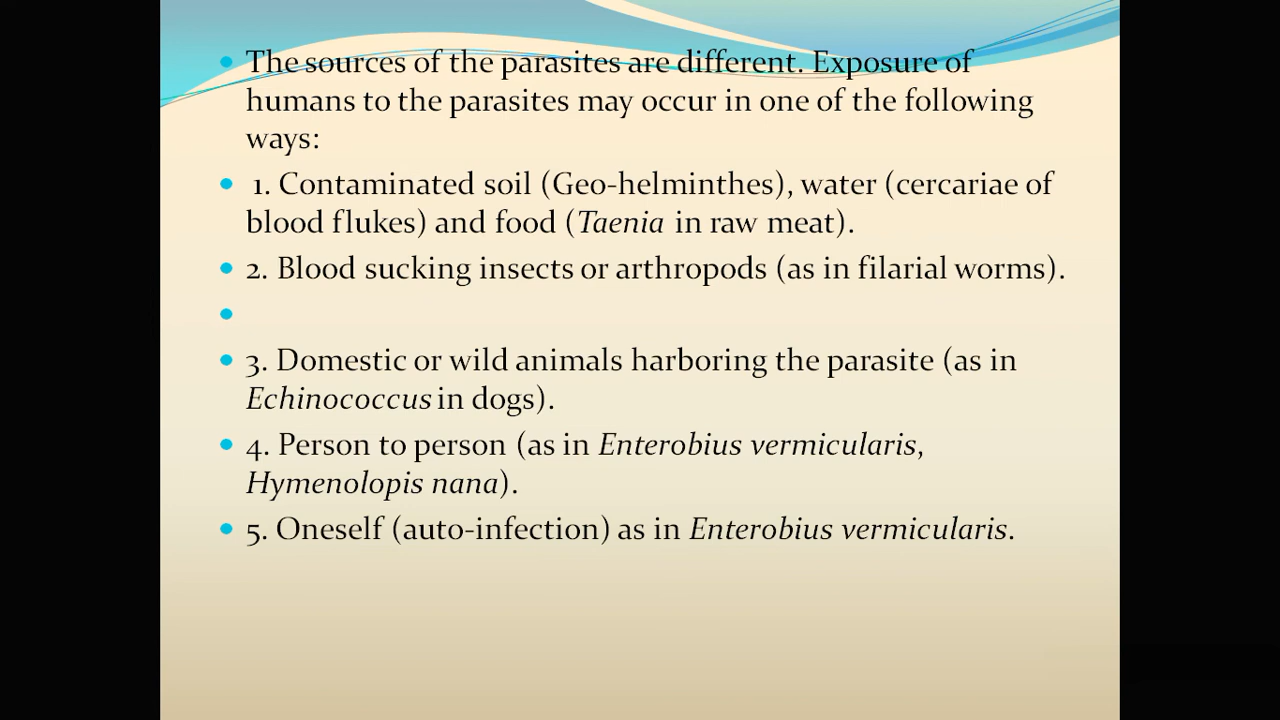 • The sources of the parasites are different. Exposure of
humans to the parasites may occur in one of the following
ways:
• 1. Contaminated soil (Geo-helminthes), water (cercariae of
blood flukes) and food (Taenia in raw meat).
• 2. Blood sucking insects or arthropods (as in filarial worms).
•
• 3. Domestic or wild animals harboring the parasite (as in
Echinococcus in dogs).
• 4. Person to person (as in Enterobius vermicularis,
Hymenolopis nana).
• 5. Oneself (auto-infection) as in Enterobius vermicularis.